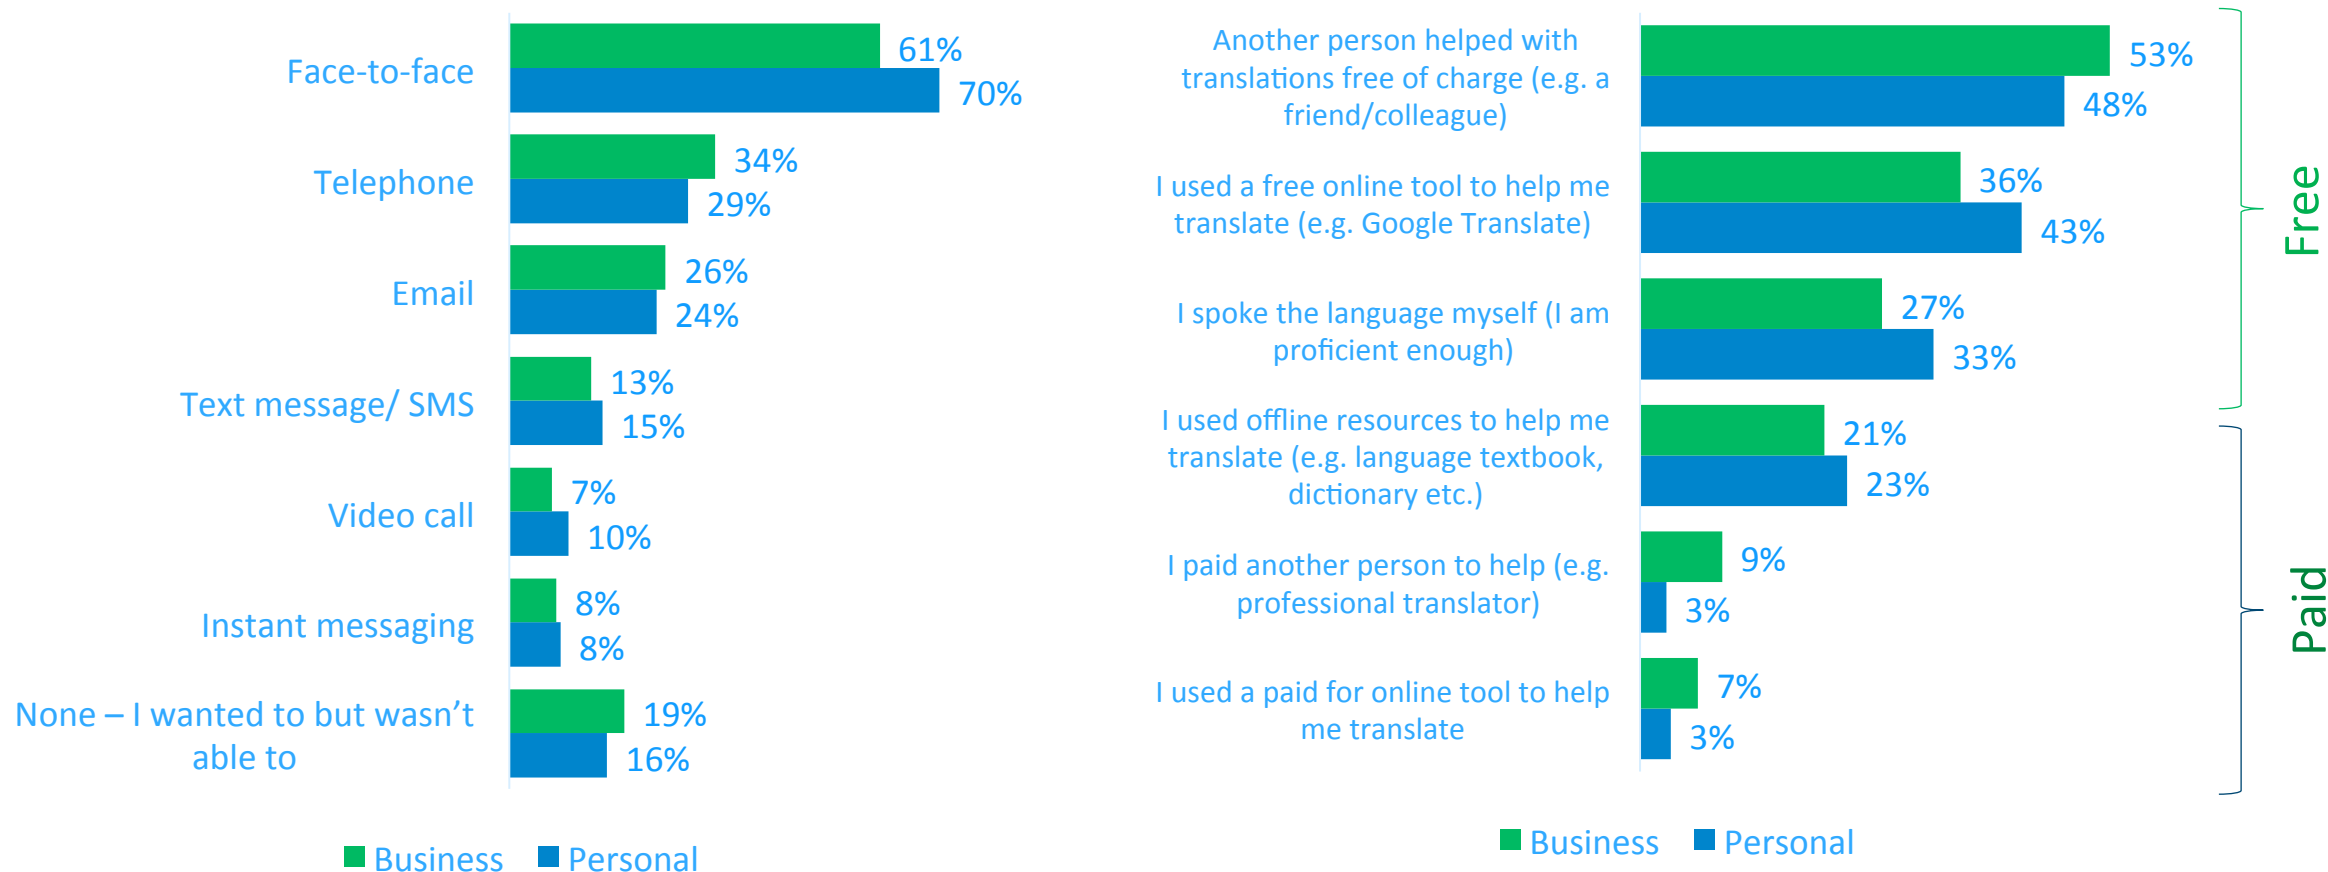 Face-to-face
61%
70%
Telephone
34%
29%
Email
26%
24%
Text message/ SMS
13%
15%
Video call
7%
10%
Instant messaging
8%
8%
None – I wanted to but wasn’t
able to
19%
16%
Business
Personal
Another person helped with
translations free of charge (e.g. a
friend/colleague)
53%
48%
I used a free online tool to help me
translate (e.g. Google Translate)
36%
43%
I spoke the language myself (I am
proficient enough)
27%
33%
I used offline resources to help me
translate (e.g. language textbook,
dictionary etc.)
21%
23%
I paid another person to help (e.g.
professional translator)
9%
3%
I used a paid for online tool to help
me translate
7%
3%
Business
Personal
Free
Paid